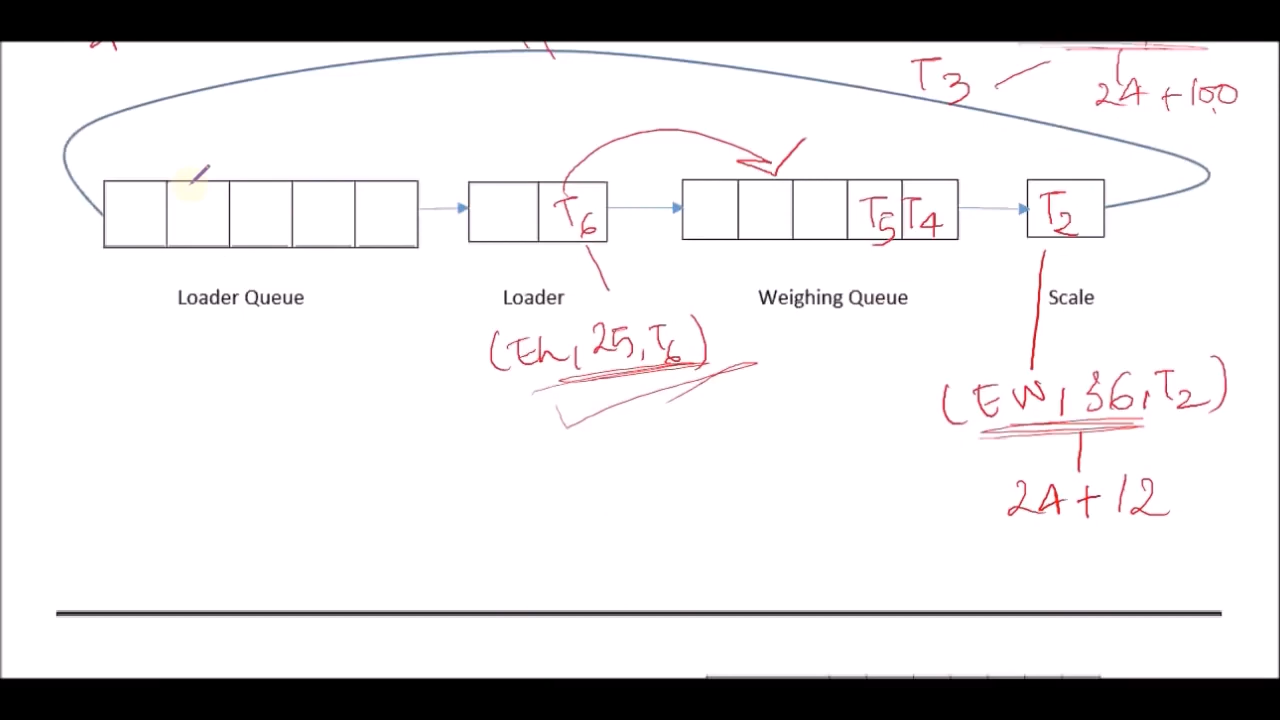 T3
24 + 100
T6
T5 T4
T2
Loader Queue
Loader
Weighing Queue
Scale
(EL, 25, T6)
(EW, 36, T2)
24 + 12